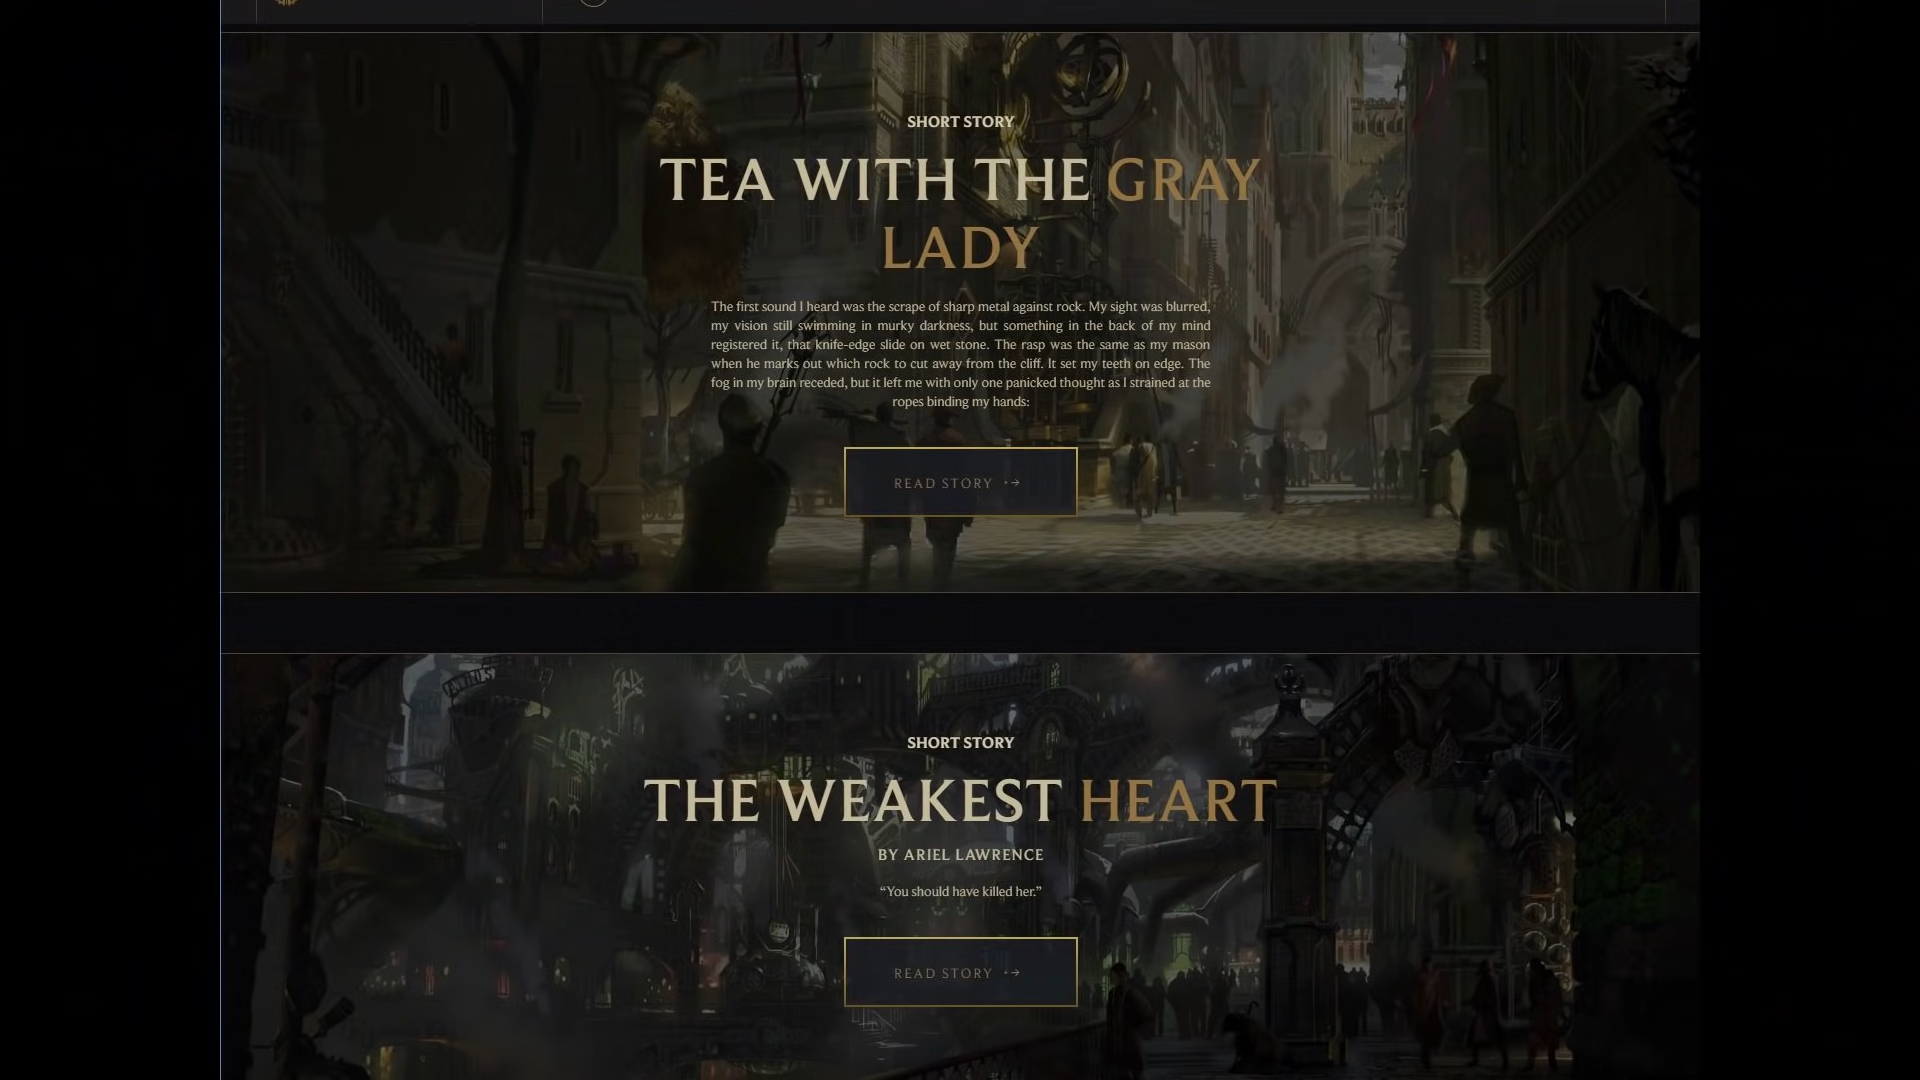 SHORT STORY
TEA WITH THE GRAY
LADY
The first sound I heard was the scrape of sharp metal against rock. My sight was blurred,
my vision still swimming in murky darkness, but something in the back of my mind
registered it, that knife-edge slide on wet stone. The rasp was the same as my mason
when he marks out which rock to cut away from the cliff. It set my teeth on edge. The
fog in my brain receded, but it left me with only one panicked thought as I strained at the
ropes binding my hands:
READ STORY
SHORT STORY
THE WEAKEST HEART
BY ARIEL LAWRENCE
“You should have killed her.”
READ STORY